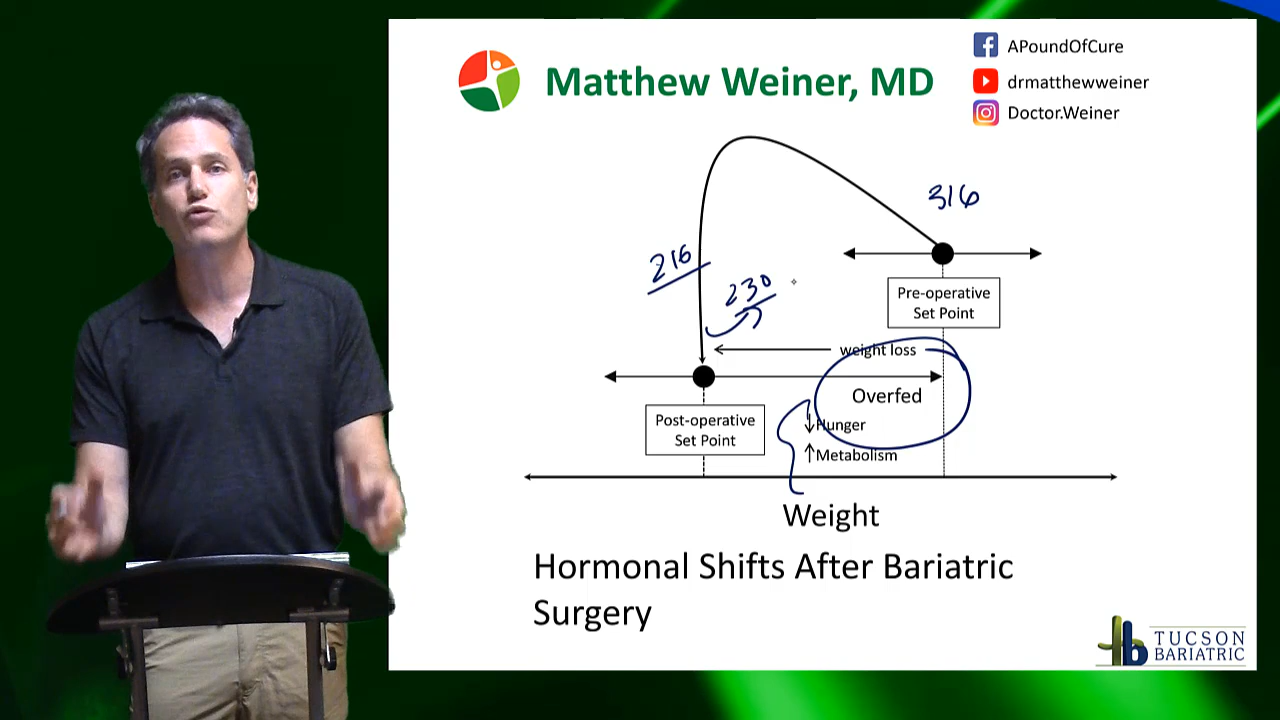 Matthew Weiner, MD
APoundOfCure
drmatthewweiner
Doctor.Weiner
316
216
230
Pre-operative
Set Point
weight loss
Overfed
Post-operative
Set Point
↓Hunger
↑Metabolism
Weight
Hormonal Shifts After Bariatric
Surgery
TUCSON
BARIATRIC